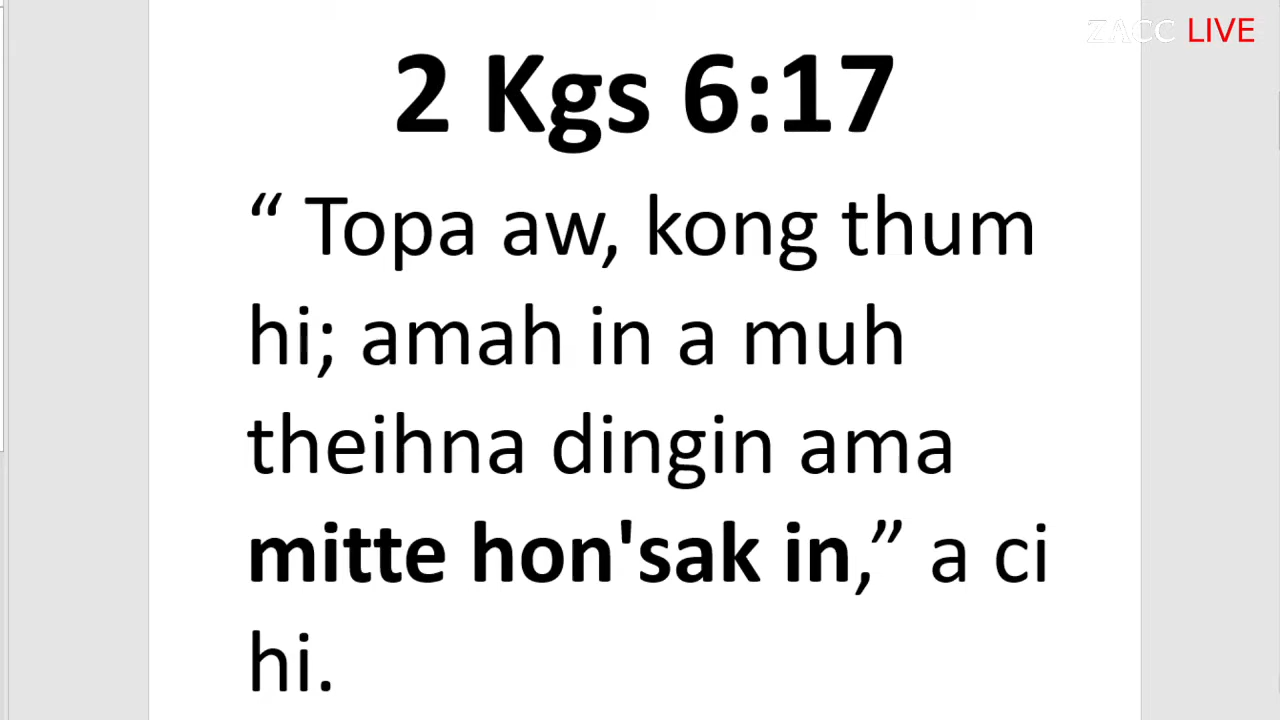 ZACC LIVE
2 Kgs 6:17
“ Topa aw, kong thum
hi; amah in a muh
theihna dingin ama
mitte hon'sak in,” a ci
hi.